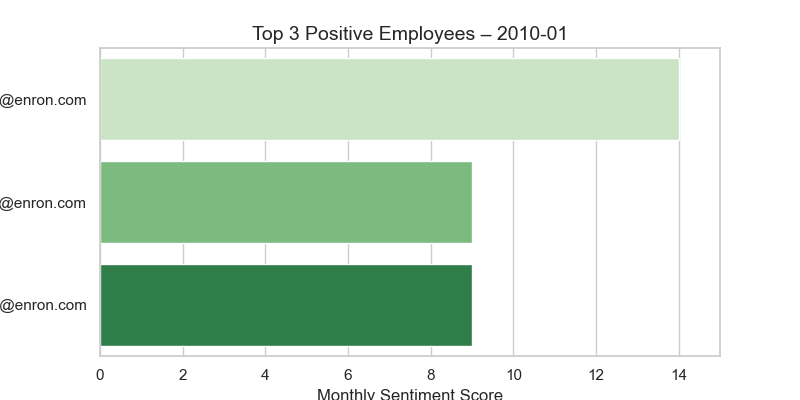 Top 3 Positive Employees – 2010-01
@enron.com
@enron.com
@enron.com
0 2 4 6 8 10 12 14
Monthly Sentiment Score